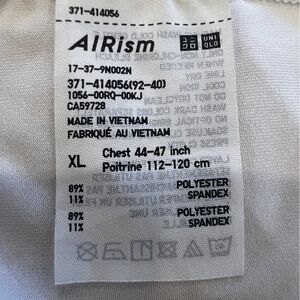 371-414056
AIRism
UNI
QLO
17-37-9N002N
371-414056(92-40)
1056-00RQ-00KJ
CA59728
MADE IN VIETNAM
FABRIQUÉ AU VIETNAM
XL Chest 44-47 inch
Poitrine 112-120 cm
89% POLYESTER
11% SPANDEX
89% POLYESTER
11% SPANDEX